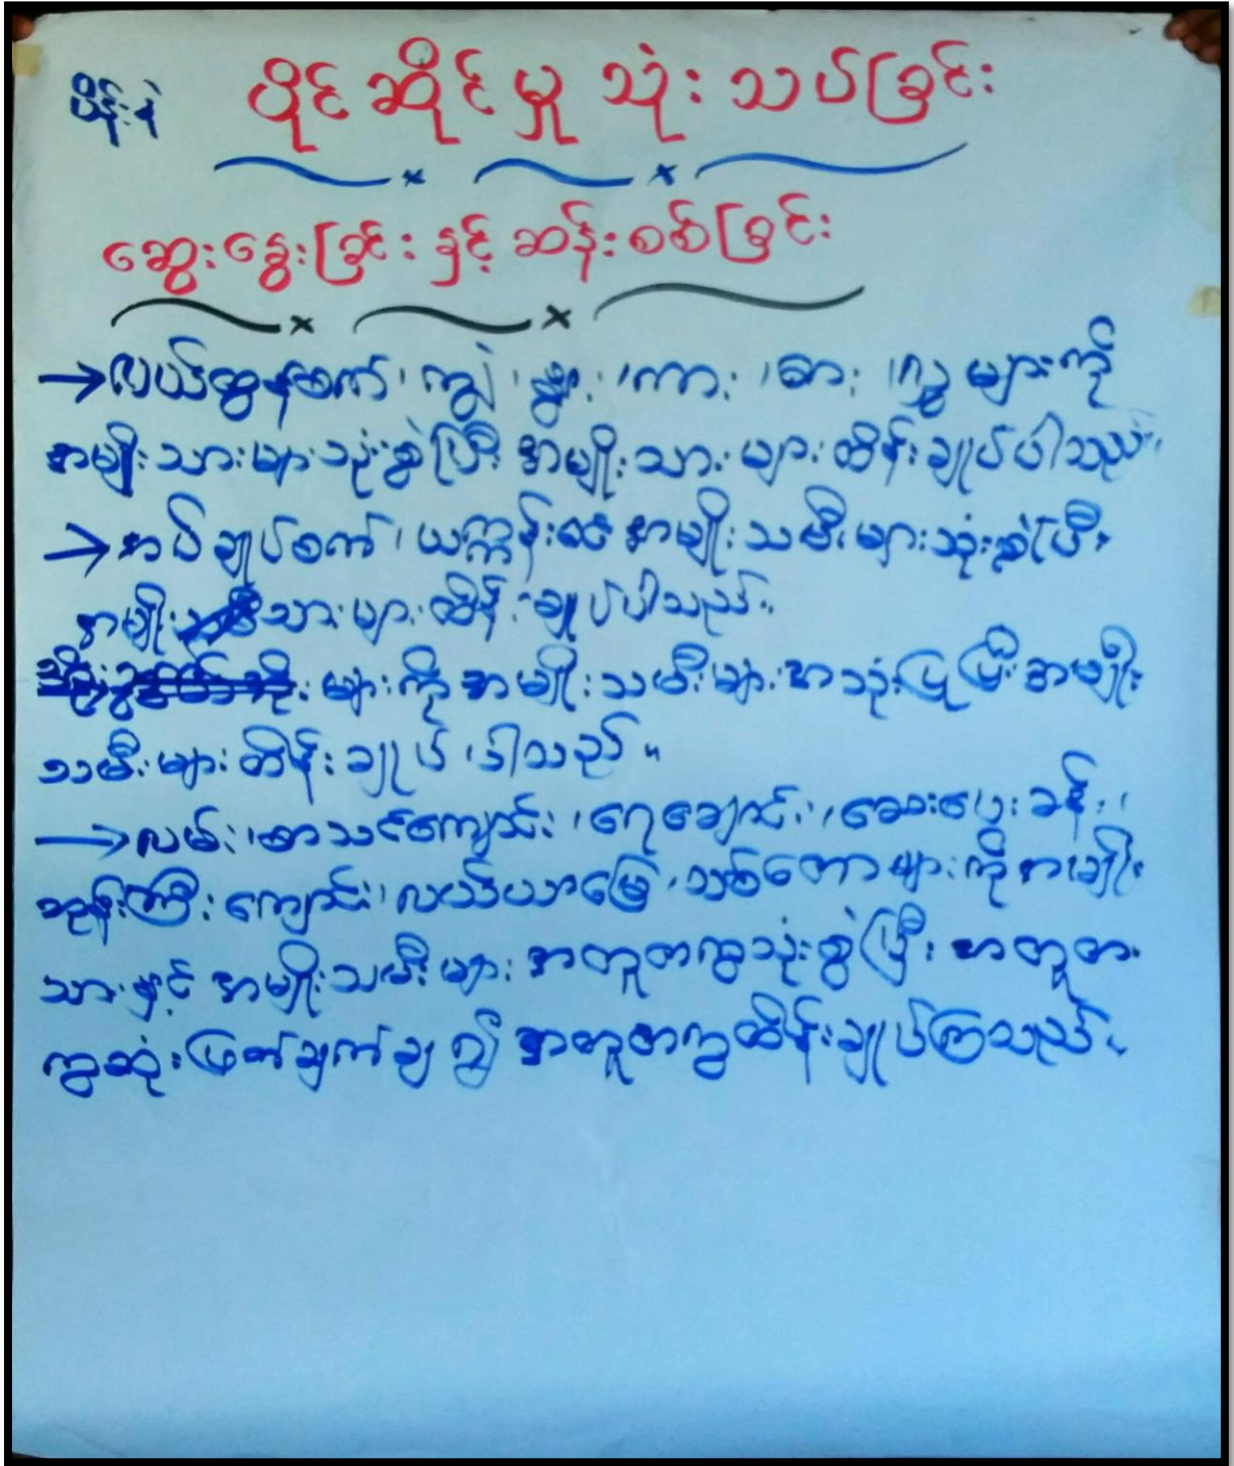 ပိန်းနဲ ပိုင်ဆိုင်မှု သုံးသပ်ခြင်း
ဆွေးနွေးခြင်း နှင့် ဆန်းစစ်ခြင်း
→လယ်ထွန်စက်၊ ကျွဲ၊ နွား၊ ကား၊ ဓား၊ လွှများကို
အမျိုးသားများသုံးစွဲပြီး အမျိုးသားများထိန်းချုပ်ပါသည်။
→အပ်ချုပ်စက်၊ ယက္ကန်းစင် အမျိုးသမီးများသုံးစွဲပြီး
အမျိုးသားများထိန်းချုပ်ပါသည်။
များကို အမျိုးသမီးများအသုံးပြုပြီး အမျိုး
သမီးများထိန်းချုပ်ပါသည်။
→လမ်း၊ စာသင်ကျောင်း၊ ရေချောင်း၊ ဆေးပေးခန်း၊
ဘုန်းကြီးကျောင်း၊ လယ်ယာမြေ၊ သစ်တောများကို အမျိုး
သားနှင့် အမျိုးသမီးများ အတူတကွသုံးစွဲပြီး အတူတ
ကွဆုံးဖြတ်ချက်ချ၍ အတူတကွထိန်းချုပ်ကြသည်။